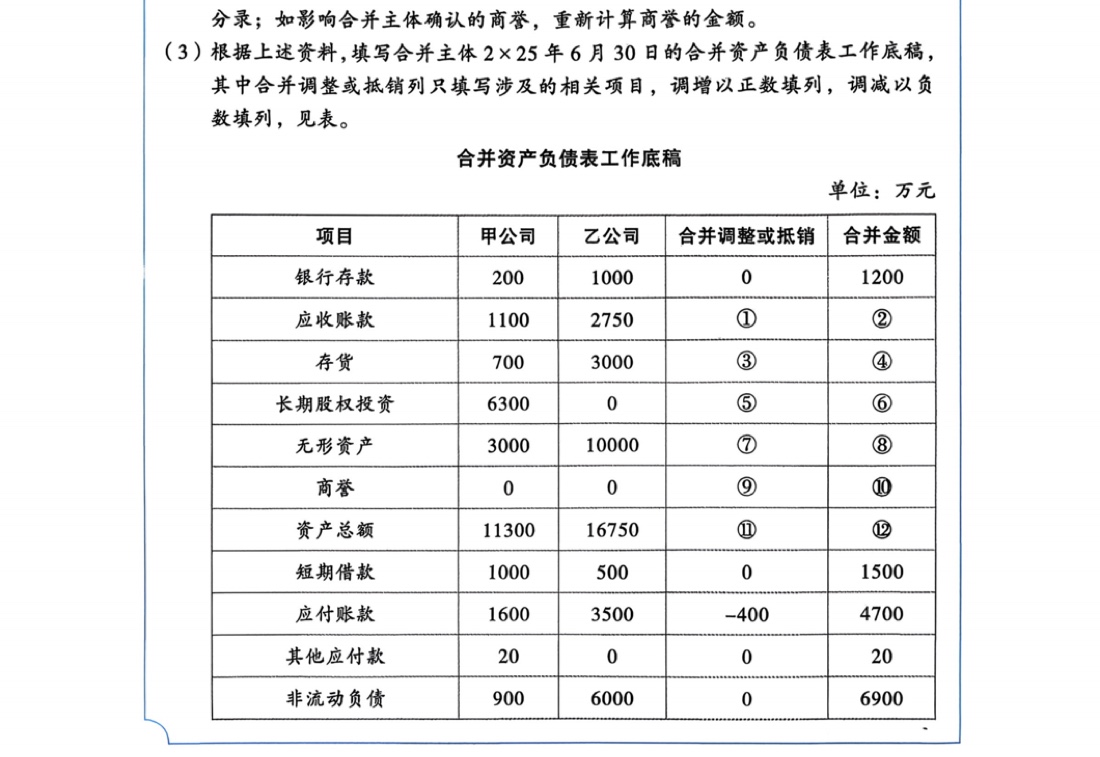 分录；如影响合并主体确认的商誉，重新计算商誉的金额。
（3）根据上述资料，填写合并主体2×25年6月30日的合并资产负债表工作底稿，
其中合并调整或抵销列只填写涉及的相关项目，调增以正数填列，调减以负
数填列，见表。
合并资产负债表工作底稿
单位：万元
项目 甲公司 乙公司 合并调整或抵销 合并金额
银行存款 200 1000 0 1200
应收账款 1100 2750 ① ②
存货 700 3000 ③ ④
长期股权投资 6300 0 ⑤ ⑥
无形资产 3000 10000 ⑦ ⑧
商誉 0 0 ⑨ ⑩
资产总额 11300 16750 ⑪ ⑫
短期借款 1000 500 0 1500
应付账款 1600 3500 -400 4700
其他应付款 20 0 0 20
非流动负债 900 6000 0 6900